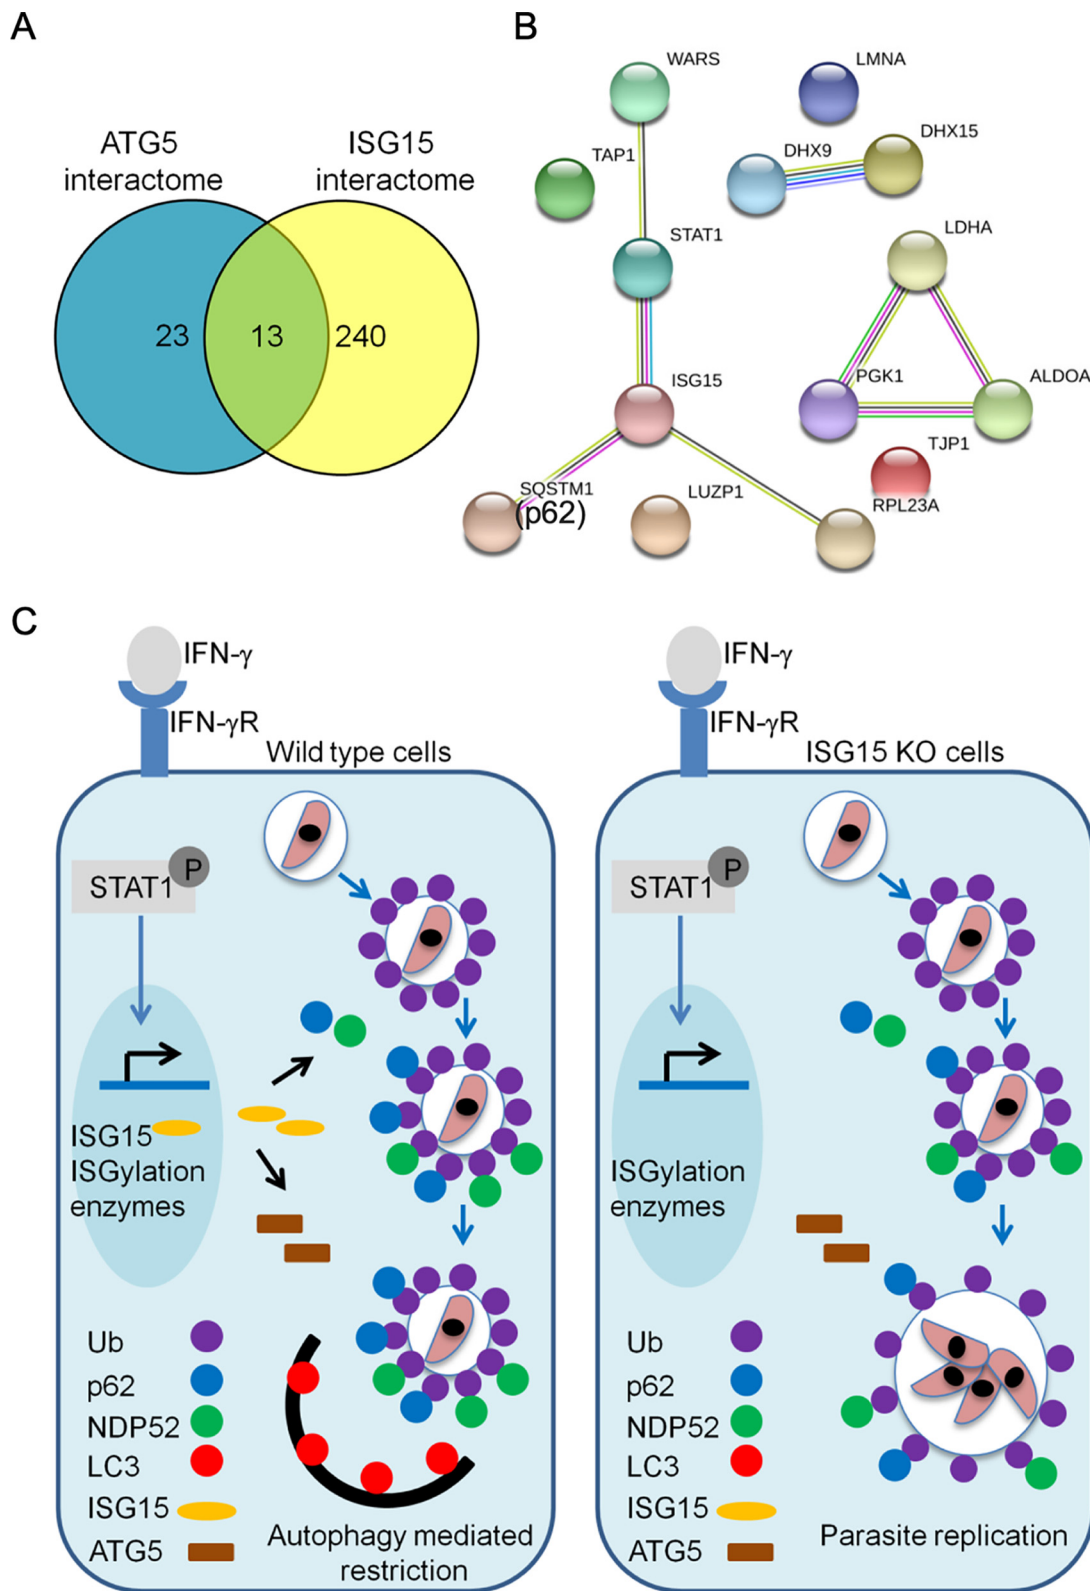 A
B
ATG5
interactome
ISG15
interactome
23
13
240
WARS
LMNA
TAP1
DHX9
DHX15
STAT1
LDHA
ISG15
PGK1
ALDOA
TJP1
SQSTM1
(p62)
LUZP1
RPL23A
C
IFN-γ
IFN-γR
Wild type cells
P
STAT1
ISG15
ISGylation
enzymes
Ub
p62
NDP52
LC3
ISG15
ATG5
Autophagy mediated
restriction
IFN-γ
IFN-γR
ISG15 KO cells
P
STAT1
ISGylation
enzymes
Ub
p62
NDP52
LC3
ISG15
ATG5
Parasite replication